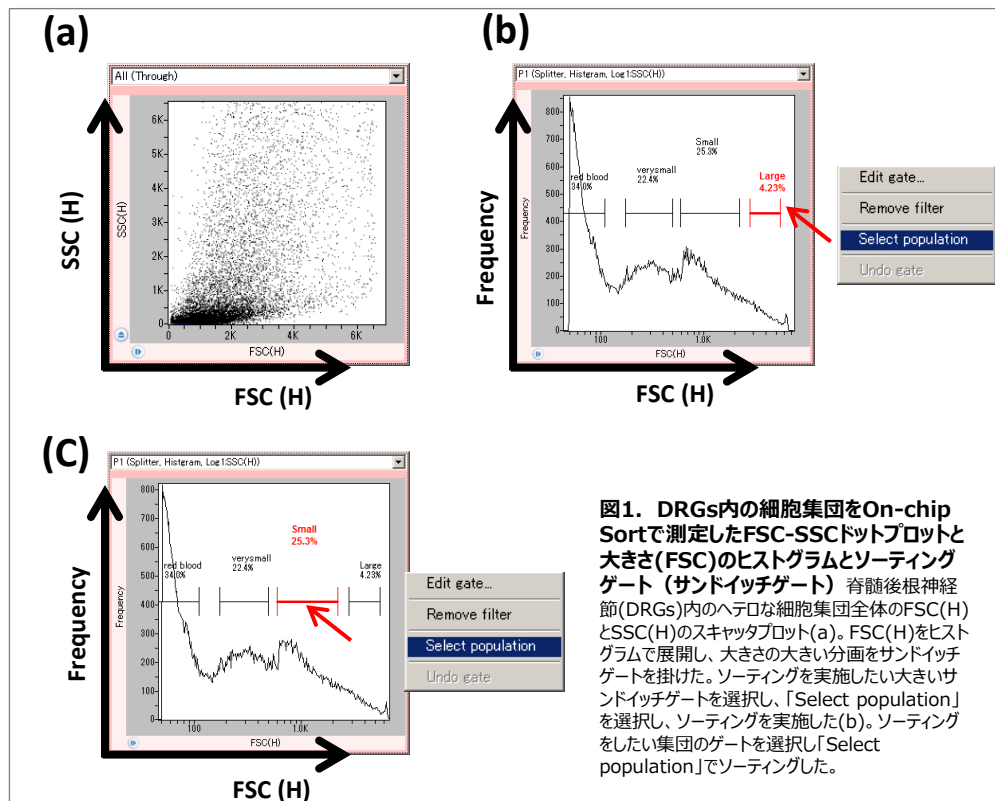 (a)
All (Through)
6K
5K
4K
3K
2K
1K
0
SSC(H)
SSC (H)
0 2K 4K 6K
FSC(H)
FSC (H)
(b)
P1 (Splitter, Histgram, Log1:SSC(H))
800
700
600
500
400
300
200
100
0
Frequency
Frequency
red blood
34.0%
verysmall
22.4%
Small
25.3%
Large
4.23%
100 1.0K
FSC(H)
FSC (H)
Edit gate...
Remove filter
Select population
Undo gate
(C)
P1 (Splitter, Histgram, Log1:SSC(H))
800
700
600
500
400
300
200
100
0
Frequency
Frequency
red blood
34.0%
verysmall
22.4%
Small
25.3%
Large
4.23%
100 1.0K
FSC(H)
FSC (H)
Edit gate...
Remove filter
Select population
Undo gate
図1. DRGs内の細胞集団をOn-chip
Sortで測定したFSC-SSCドットプロットと
大きさ(FSC)のヒストグラムとソーティング
ゲート（サンドイッチゲート）脊髄後根神経
節(DRGs)内のヘテロな細胞集団全体のFSC(H)
とSSC(H)のスキャッタプロット(a)。FSC(H)をヒスト
グラムで展開し、大きさの大きい分画をサンドイッチ
ゲートを掛けた。ソーティングを実施したい大きいサ
ンドイッチゲートを選択し、「Select population」
を選択し、ソーティングを実施した(b)。ソーティング
をしたい集団のゲートを選択し「Select
population」でソーティングした。